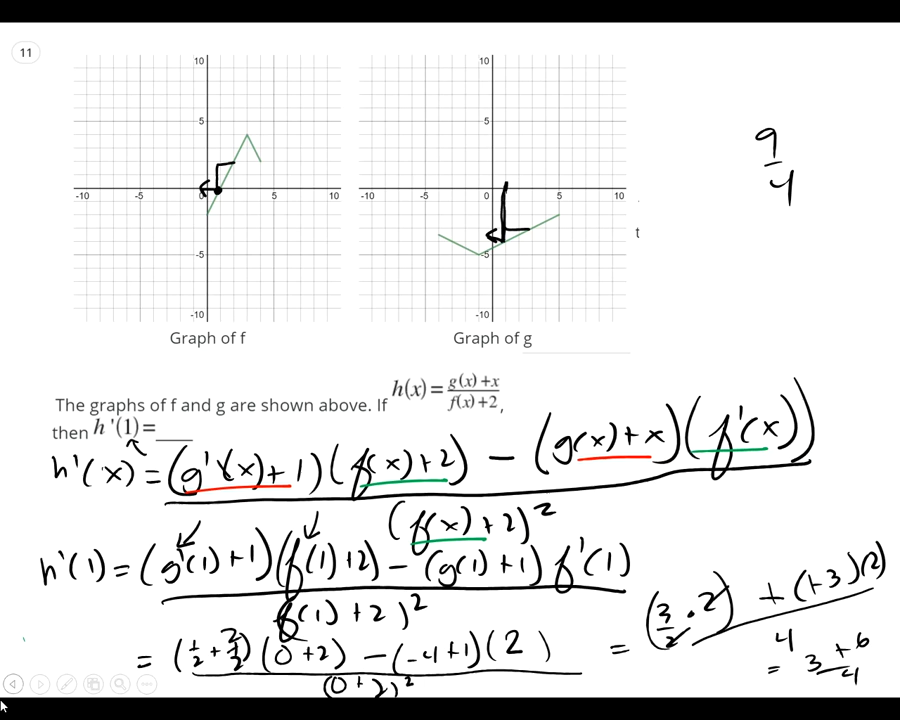 11
10
5
-10
-5
0
5
10
-5
-10
Graph of f
10
5
-10
-5
0
5
10
-5
-10
Graph of g
t
9/4
The graphs of f and g are shown above. If h(x) = (g(x)+x)/(f(x)+2),
then h'(1) = ___
h'(x) = ((g'(x)+1)(f(x)+2) - (g(x)+x)(f'(x)))/(f(x)+2)²
h'(1) = ((g'(1)+1)(f(1)+2) - (g(1)+1) f'(1))/(f(1)+2)²
= ((1/2+2/2)(0+2) - (-4+1)(2))/(0+2)² = ((3/2·2) + (+3)(2))/4
= (3+6)/4